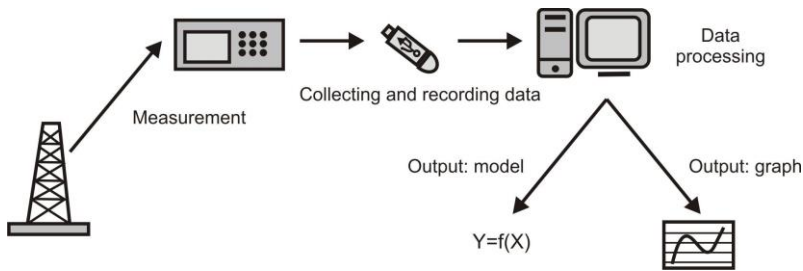 Data
processing
Collecting and recording data
Measurement
Output: model
Output: graph
Y=f(X)